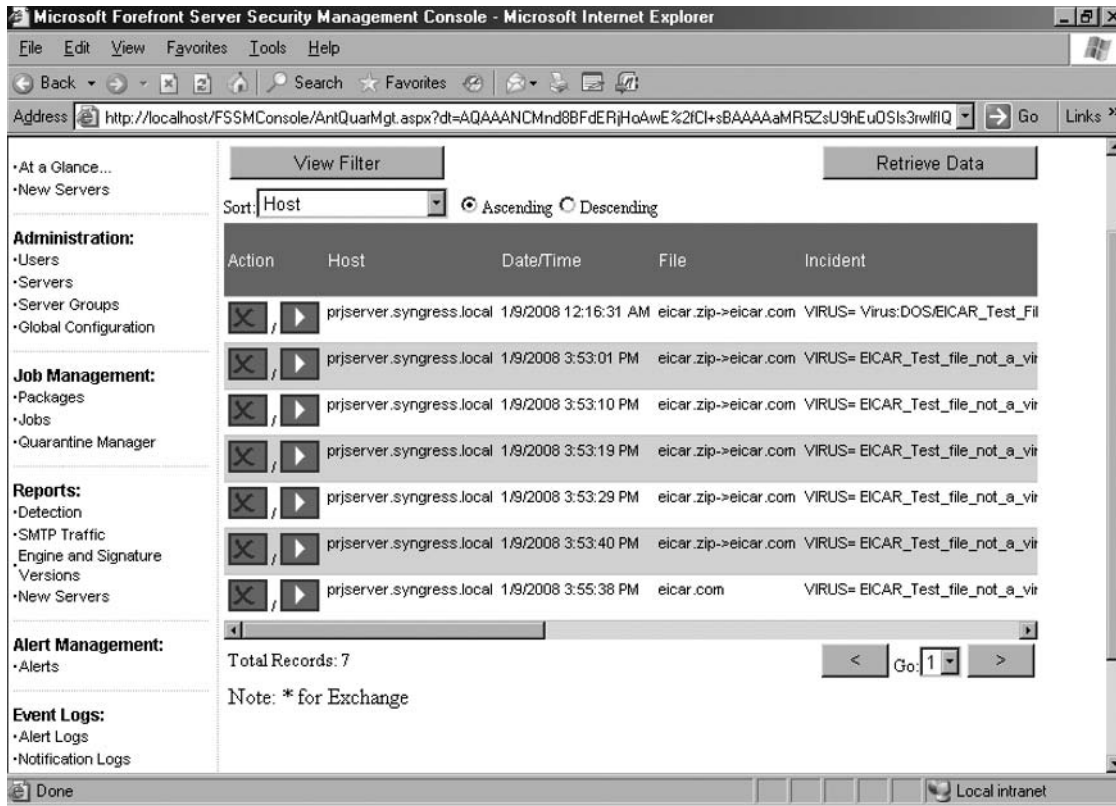 Microsoft Forefront Server Security Management Console - Microsoft Internet Explorer
File Edit View Favorites Tools Help
Back Search Favorites
Address Go Links
·At a Glance...
·New Servers
Administration:
·Users
·Servers
·Server Groups
·Global Configuration
Job Management:
·Packages
·Jobs
·Quarantine Manager
Reports:
·Detection
·SMTP Traffic
·Engine and Signature
Versions
·New Servers
Alert Management:
·Alerts
Event Logs:
·Alert Logs
·Notification Logs
View Filter Retrieve Data
Sort: Host Ascending Descending
Action Host Date/Time File Incident
/ prjserver.syngress.local 1/9/2008 12:16:31 AM eicar.zip->eicar.com VIRUS= Virus:DOS/EICAR_Test_Fil
/ prjserver.syngress.local 1/9/2008 3:53:01 PM eicar.zip->eicar.com VIRUS= EICAR_Test_file_not_a_vir
/ prjserver.syngress.local 1/9/2008 3:53:10 PM eicar.zip->eicar.com VIRUS= EICAR_Test_file_not_a_vir
/ prjserver.syngress.local 1/9/2008 3:53:19 PM eicar.zip->eicar.com VIRUS= EICAR_Test_file_not_a_vir
/ prjserver.syngress.local 1/9/2008 3:53:29 PM eicar.zip->eicar.com VIRUS= EICAR_Test_file_not_a_vir
/ prjserver.syngress.local 1/9/2008 3:53:40 PM eicar.zip->eicar.com VIRUS= EICAR_Test_file_not_a_vir
/ prjserver.syngress.local 1/9/2008 3:55:38 PM eicar.com VIRUS= EICAR_Test_file_not_a_vir
Total Records: 7 < Go: 1 >
Note: * for Exchange
Done Local intranet